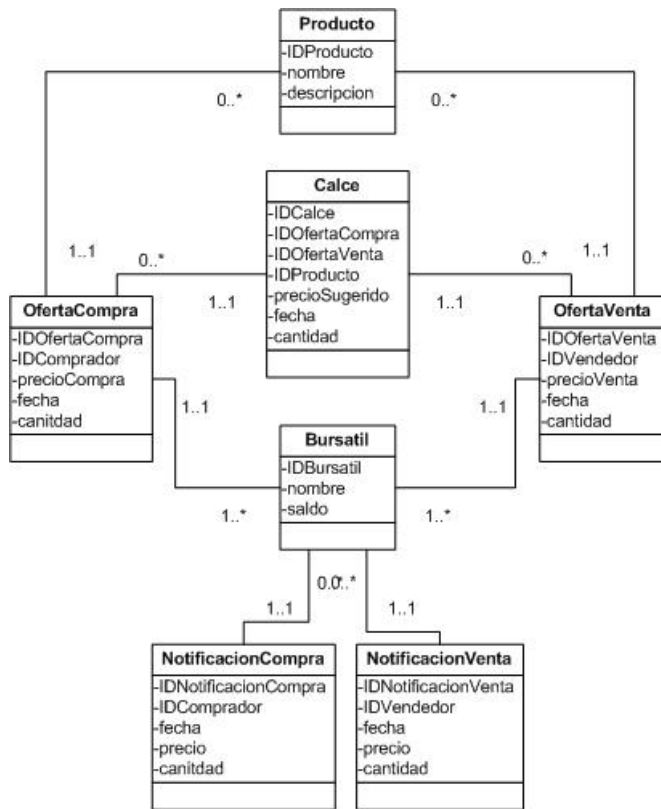 Producto
-IDProducto
-nombre
-descripcion
0..*
0..*
Calce
-IDCalce
-IDOfertaCompra
-IDOfertaVenta
-IDProducto
-precioSugerido
-fecha
-cantidad
1..1
0..*
1..1
1..1
0..*
1..1
OfertaCompra
-IDOfertaCompra
-IDComprador
-precioCompra
-fecha
-canitdad
OfertaVenta
-IDOfertaVenta
-IDVendedor
-precioVenta
-fecha
-cantidad
1..1
1..1
Bursatil
-IDBursatil
-nombre
-saldo
1..*
1..*
0..*
0..*
1..1
1..1
NotificacionCompra
-IDNotificacionCompra
-IDComprador
-fecha
-precio
-canitdad
NotificacionVenta
-IDNotificacionVenta
-IDVendedor
-fecha
-precio
-cantidad